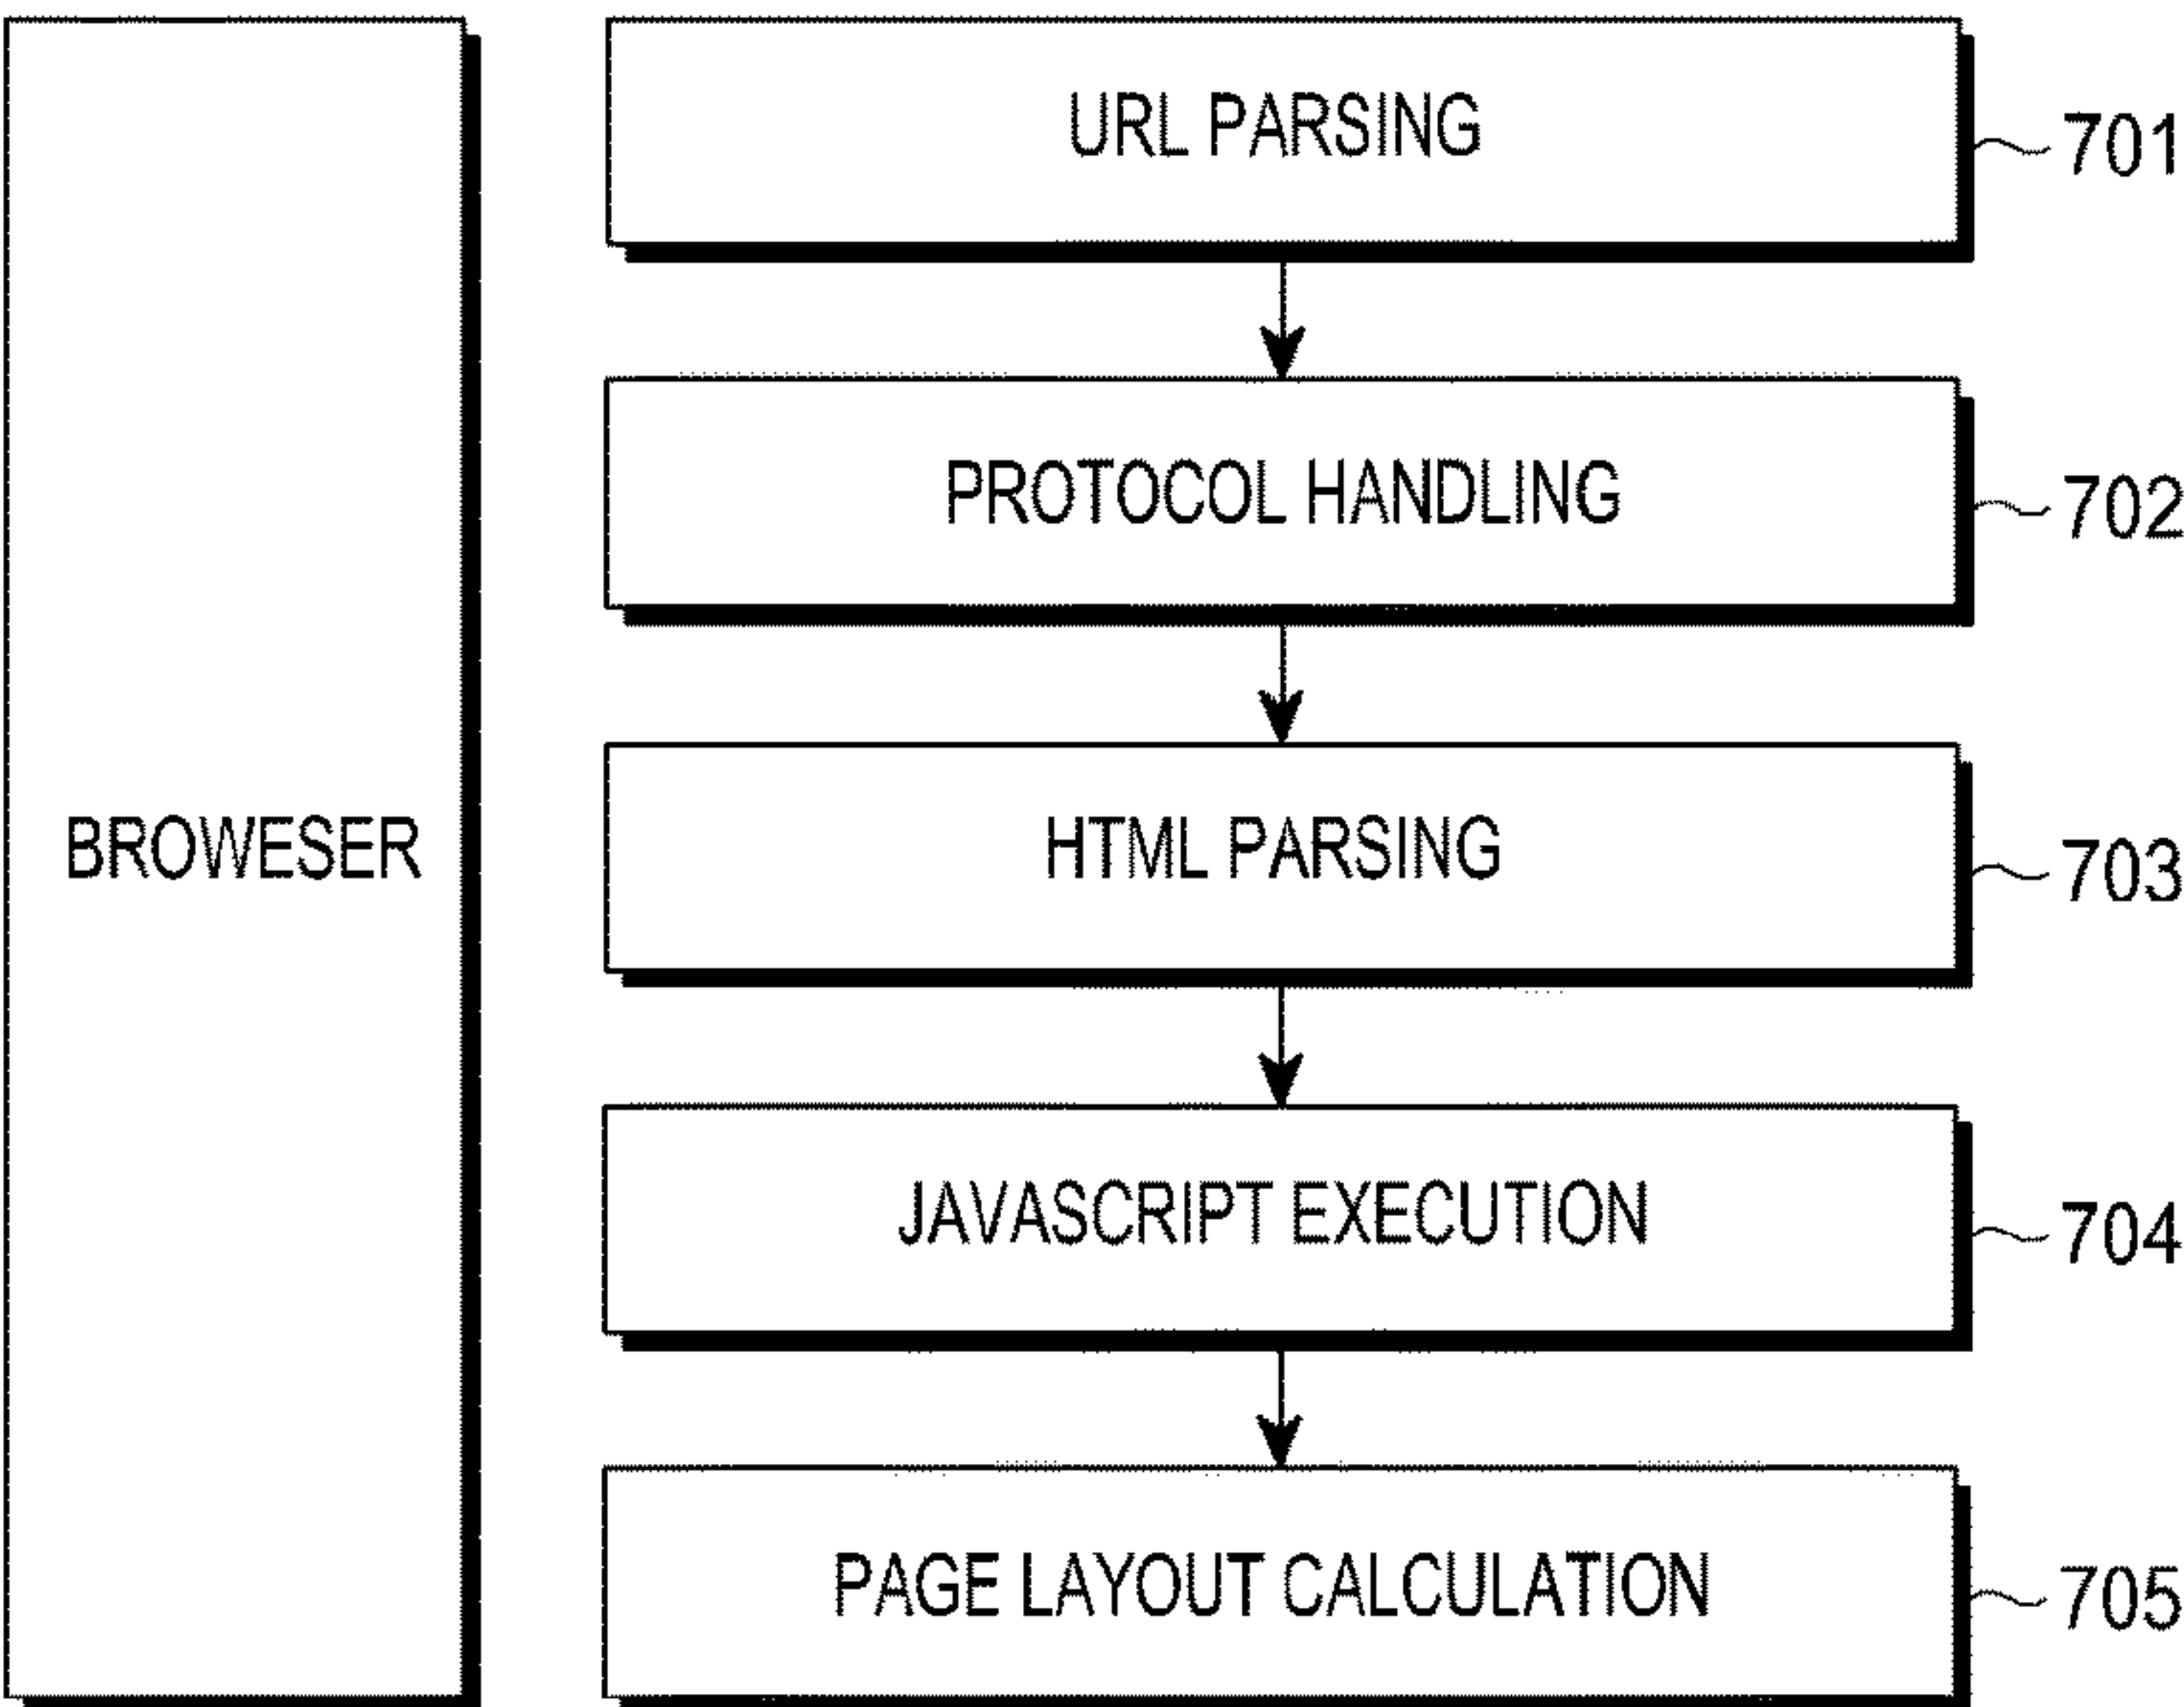 URL PARSING
701
PROTOCOL HANDLING
702
BROWESER
HTML PARSING
703
JAVASCRIPT EXECUTION
704
PAGE LAYOUT CALCULATION
705